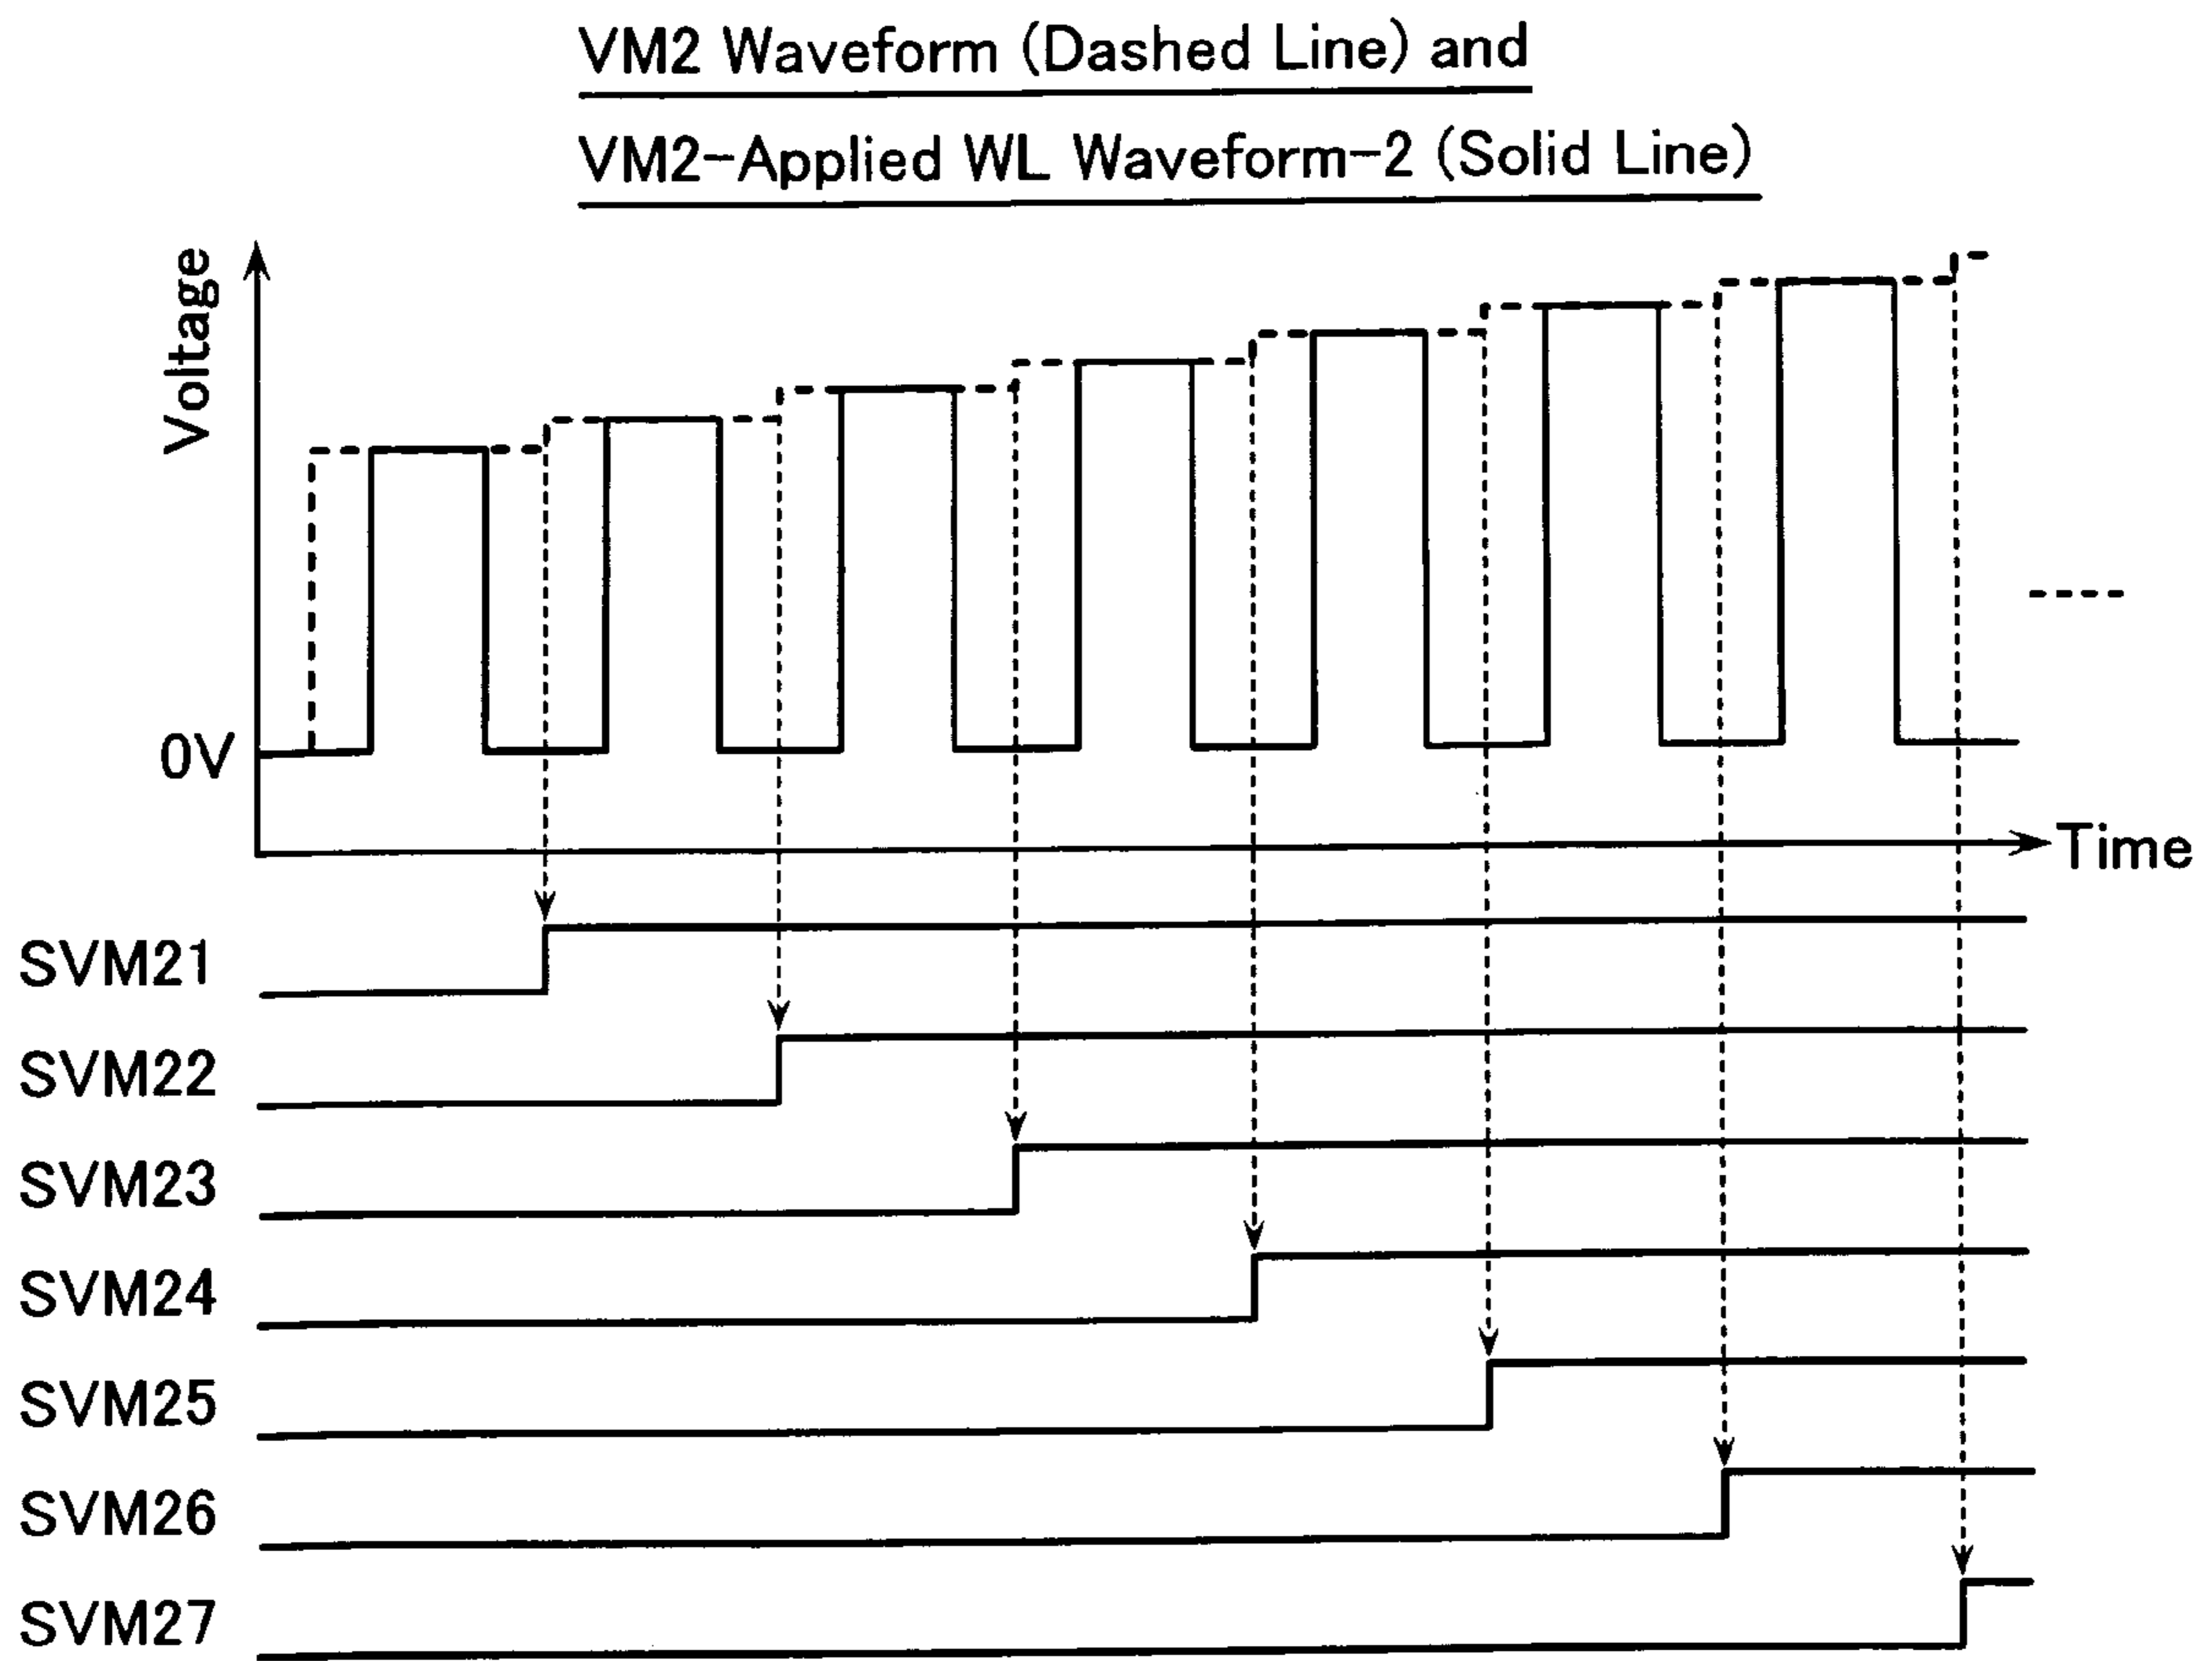 VM2 Waveform (Dashed Line) and
VM2-Applied WL Waveform-2 (Solid Line)
Voltage
0V
Time
SVM21
SVM22
SVM23
SVM24
SVM25
SVM26
SVM27